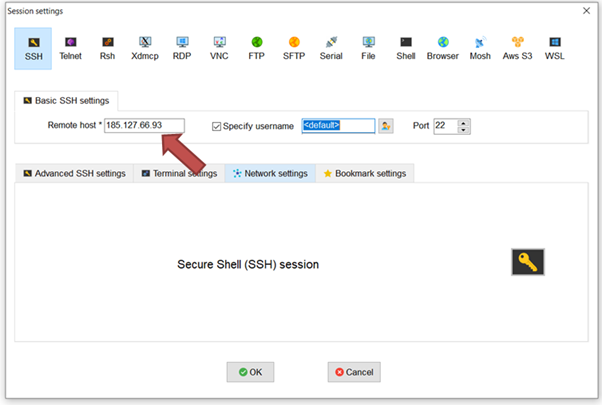 Session settings
SSH Telnet Rsh Xdmcp RDP VNC FTP SFTP Serial File Shell Browser Mosh Aws S3 WSL
Basic SSH settings
Remote host * 185.127.66.93 Specify username <default> Port 22
Advanced SSH settings Terminal settings Network settings Bookmark settings
Secure Shell (SSH) session
OK Cancel